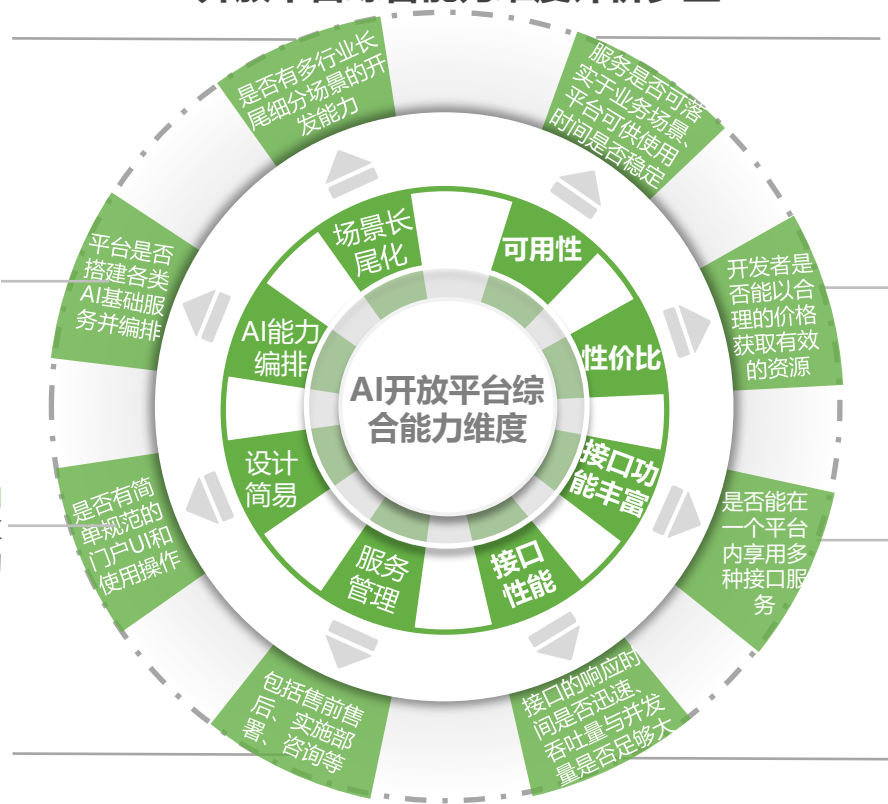 AI开放平台综
合能力维度
可用性
性价比
接口功
能丰富
接口
性能
服务
管理
设计
简易
AI能力
编排
场景长
尾化
服务是否可落
实于业务场景、
平台可供使用
时间是否稳定
开发者是
否能以合
理的价格
获取有效
的资源
是否能在
一个平台
内享用多
种接口服
务
接口的响应时
间是否迅速、
吞吐量与并发
量是否足够大
包括售前售
后、实施部
署、咨询等
是否有简
单规范的
门户UI和
使用操作
平台是否
搭建各类
AI基础服
务并编排
是否有多行业长
尾细分场景的开
发能力